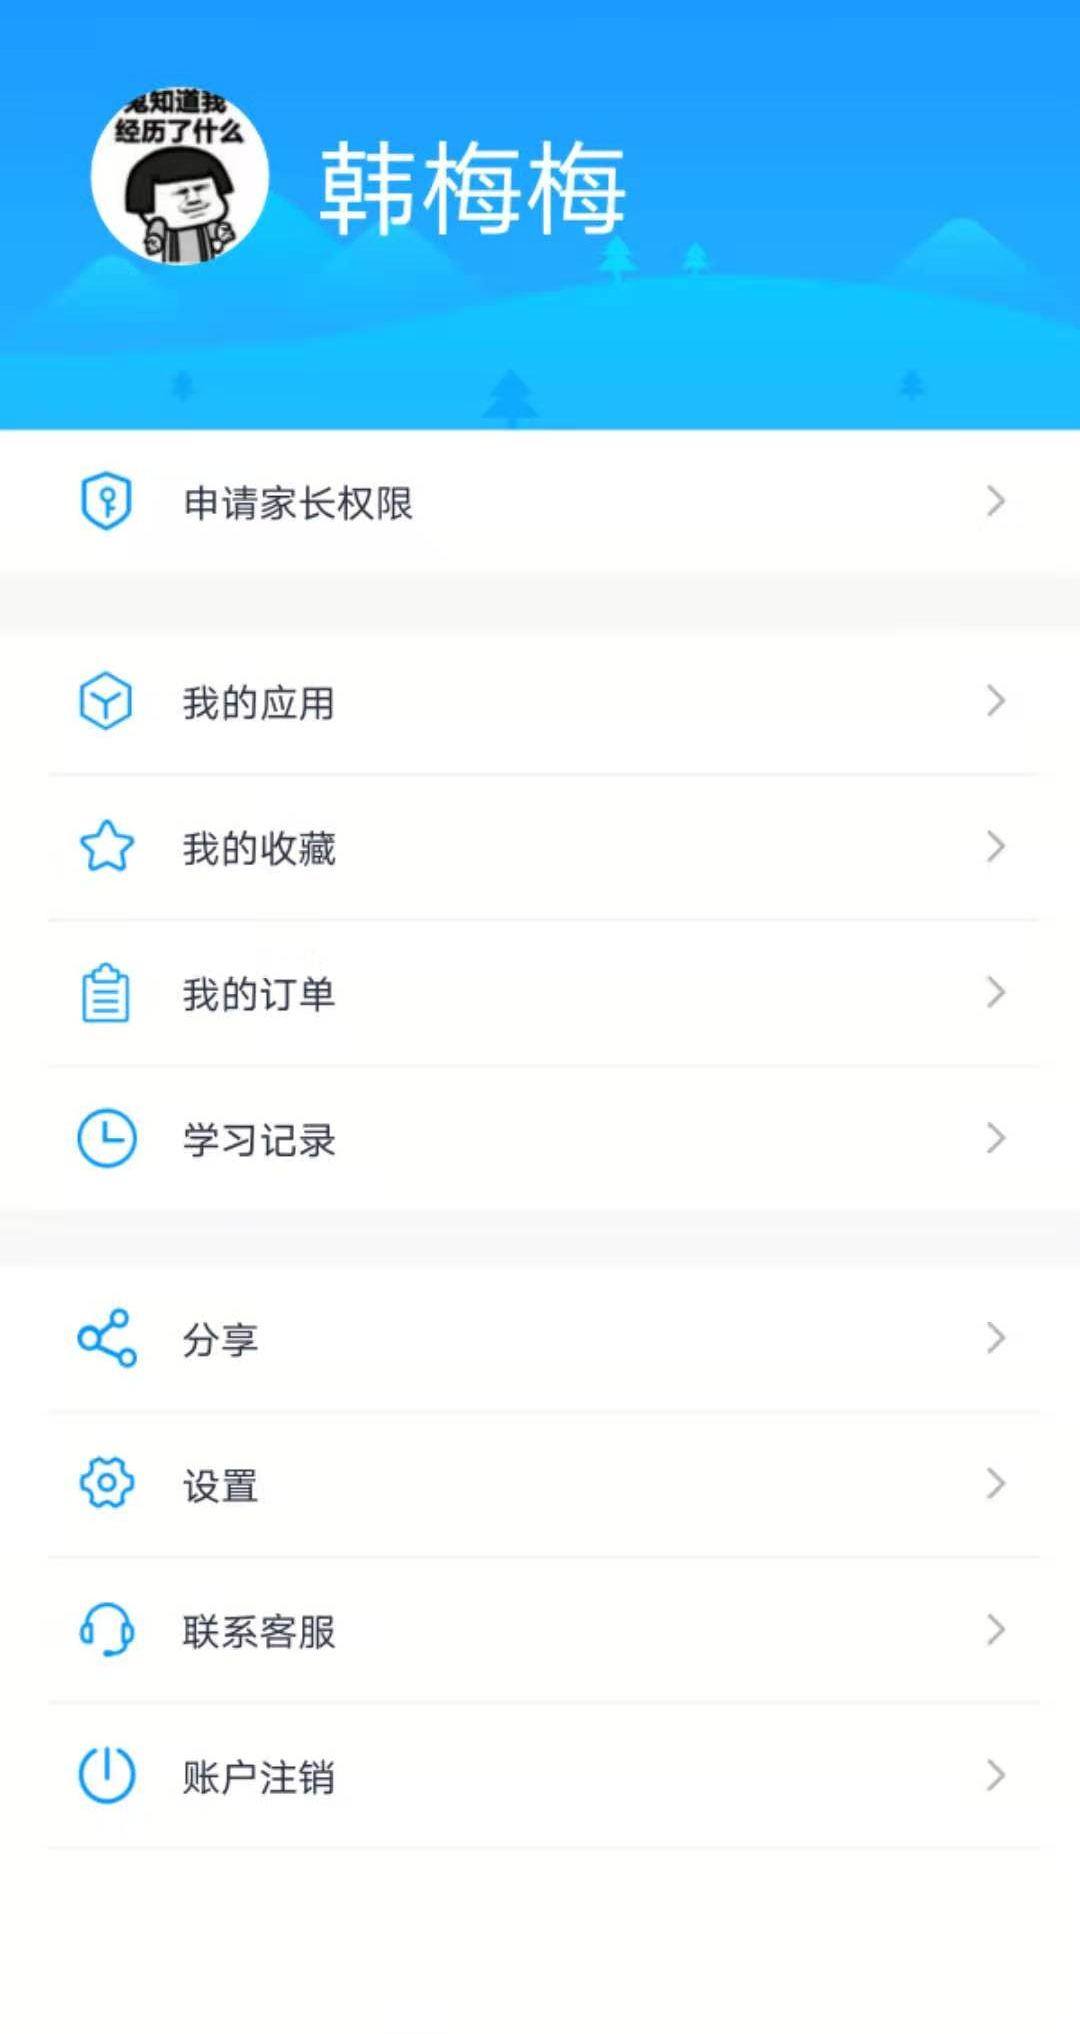 鬼知道我
经历了什么
韩梅梅
申请家长权限
我的应用
我的收藏
我的订单
学习记录
分享
设置
联系客服
账户注销